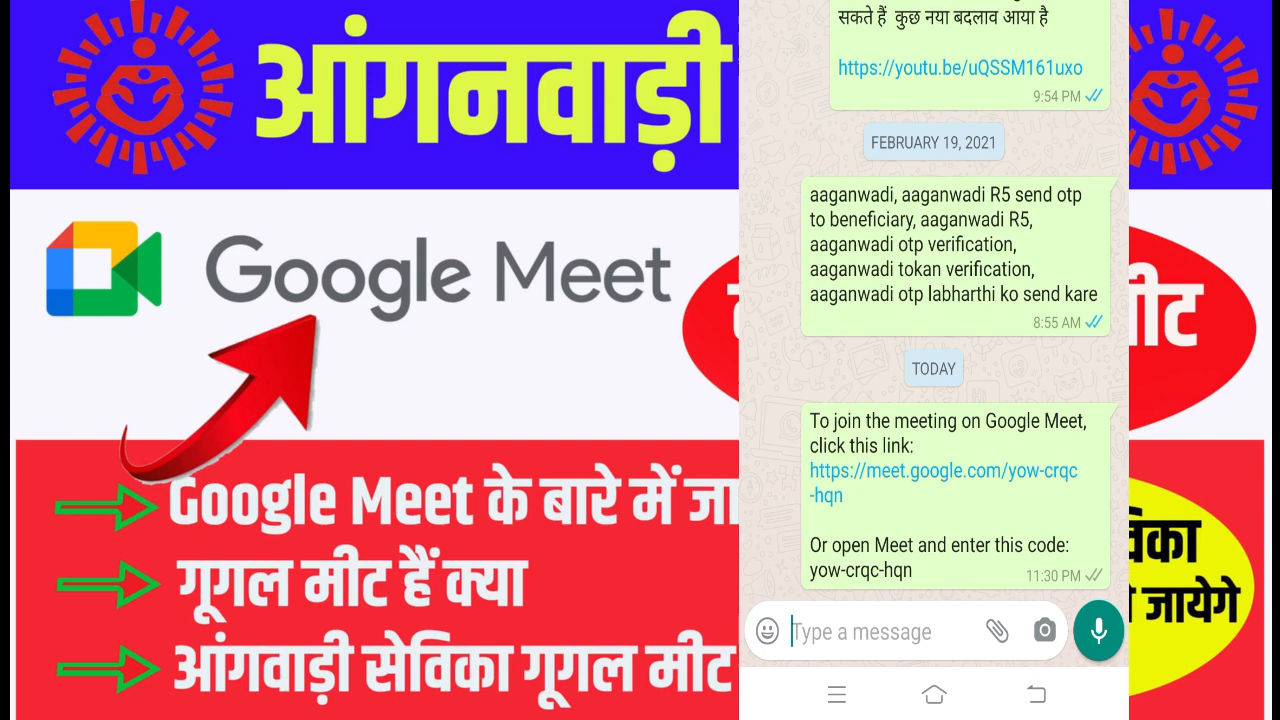 आंगनवाड़ी
Google Meet
मीट
Google Meet के बारे में जा
गूगल मीट हैं क्या
आंगवाड़ी सेविका गूगल मीट
जायेगे
सकते हैं कुछ नया बदलाव आया है
https://youtu.be/uQSSM161uxo
9:54 PM
FEBRUARY 19, 2021
aaganwadi, aaganwadi R5 send otp
to beneficiary, aaganwadi R5,
aaganwadi otp verification,
aaganwadi tokan verification,
aaganwadi otp labharthi ko send kare
8:55 AM
TODAY
To join the meeting on Google Meet,
click this link:
https://meet.google.com/yow-crqc
-hqn
Or open Meet and enter this code:
yow-crqc-hqn
11:30 PM
Type a message